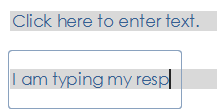 Click here to enter text.
I am typing my resp